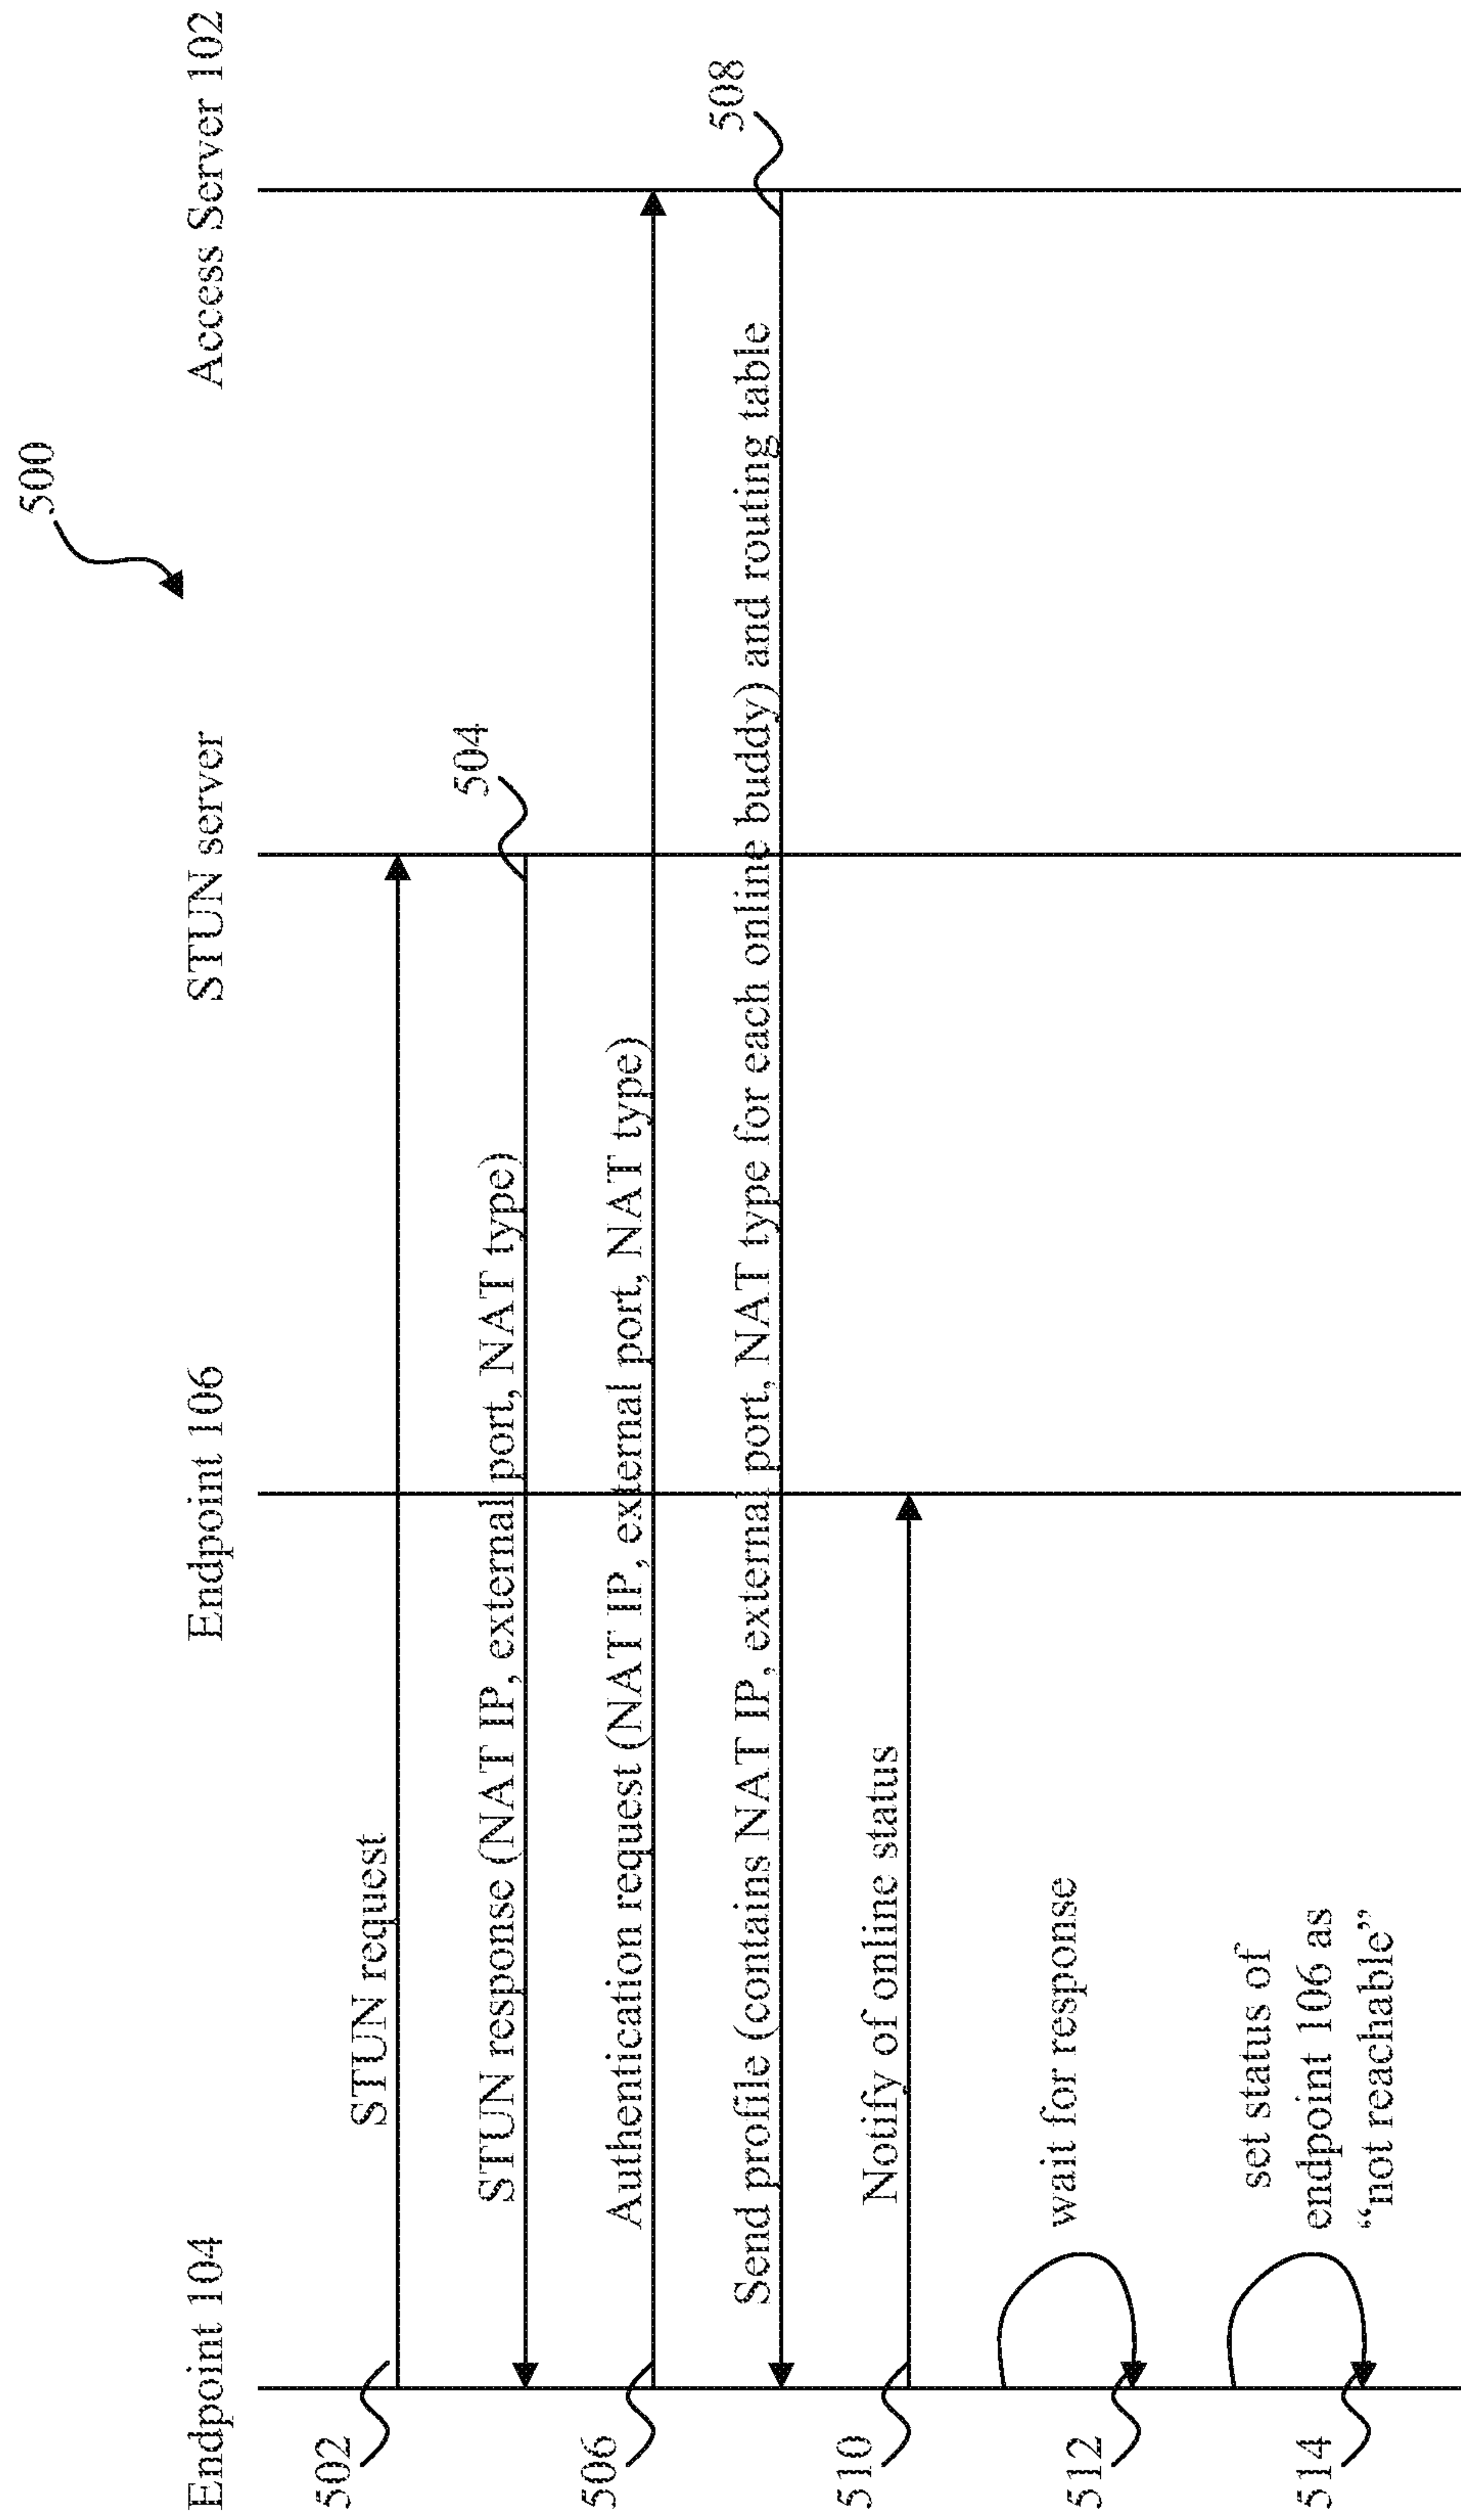 500
Endpoint 104
Endpoint 106
STUN server
Access Server 102
502
STUN request
504
STUN response (NAT IP, external port, NAT type)
506
Authentication request (NAT IP, external port, NAT type)
508
Send profile (contains NAT IP, external port, NAT type for each online buddy) and routing table
510
Notify of online status
512
wait for response
514
set status of
endpoint 106 as
“not reachable”